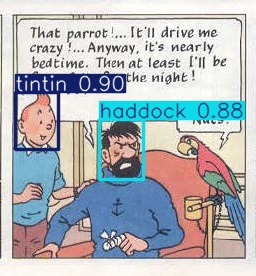 That parrot!... It'll drive me
crazy!... Anyway, it's nearly
bedtime. Then at least I'll be
the night!
tintin 0.90
haddock 0.88